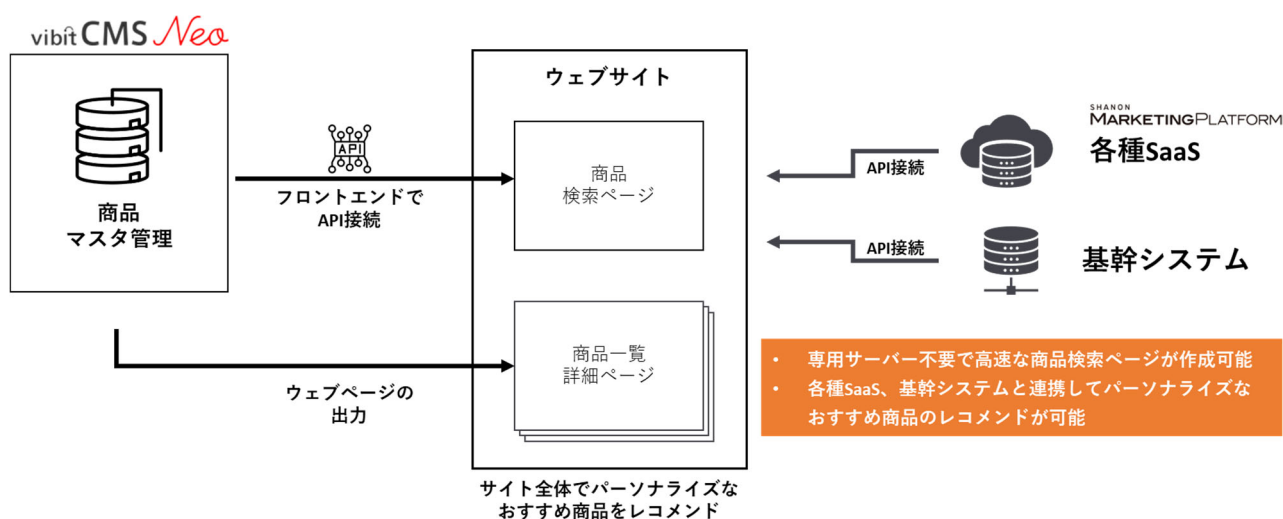 vibit CMS Neo
商品
マスタ管理
API
フロントエンドで
API接続
ウェブページの
出力
ウェブサイト
商品
検索ページ
商品一覧
詳細ページ
サイト全体でパーソナライズな
おすすめ商品をレコメンド
API接続
SHANON
MARKETING PLATFORM
各種SaaS
API接続
基幹システム
• 専用サーバー不要で高速な商品検索ページが作成可能
• 各種SaaS、基幹システムと連携してパーソナライズな
おすすめ商品のレコメンドが可能